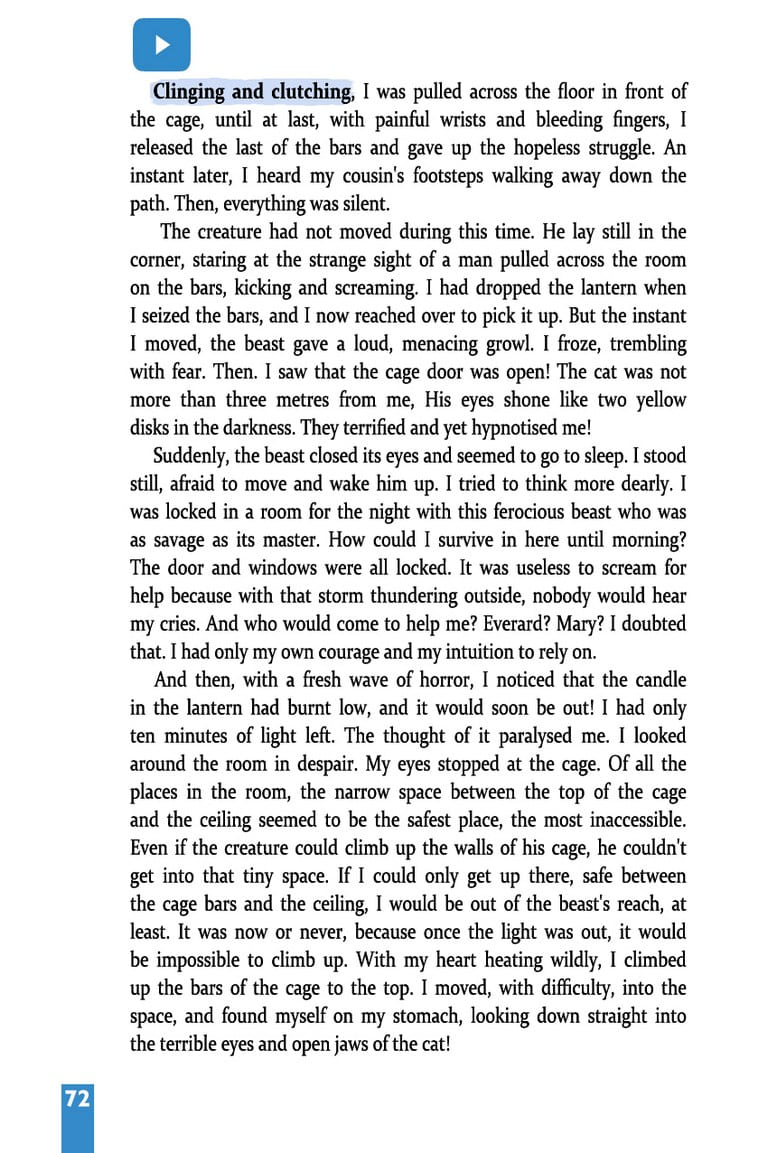 Clinging and clutching, I was pulled across the floor in front of
the cage, until at last, with painful wrists and bleeding fingers, I
released the last of the bars and gave up the hopeless struggle. An
instant later, I heard my cousin's footsteps walking away down the
path. Then, everything was silent.
The creature had not moved during this time. He lay still in the
corner, staring at the strange sight of a man pulled across the room
on the bars, kicking and screaming. I had dropped the lantern when
I seized the bars, and I now reached over to pick it up. But the instant
I moved, the beast gave a loud, menacing growl. I froze, trembling
with fear. Then. I saw that the cage door was open! The cat was not
more than three metres from me, His eyes shone like two yellow
disks in the darkness. They terrified and yet hypnotised me!
Suddenly, the beast closed its eyes and seemed to go to sleep. I stood
still, afraid to move and wake him up. I tried to think more dearly. I
was locked in a room for the night with this ferocious beast who was
as savage as its master. How could I survive in here until morning?
The door and windows were all locked. It was useless to scream for
help because with that storm thundering outside, nobody would hear
my cries. And who would come to help me? Everard? Mary? I doubted
that. I had only my own courage and my intuition to rely on.
And then, with a fresh wave of horror, I noticed that the candle
in the lantern had burnt low, and it would soon be out! I had only
ten minutes of light left. The thought of it paralysed me. I looked
around the room in despair. My eyes stopped at the cage. Of all the
places in the room, the narrow space between the top of the cage
and the ceiling seemed to be the safest place, the most inaccessible.
Even if the creature could climb up the walls of his cage, he couldn't
get into that tiny space. If I could only get up there, safe between
the cage bars and the ceiling, I would be out of the beast's reach, at
least. It was now or never, because once the light was out, it would
be impossible to climb up. With my heart heating wildly, I climbed
up the bars of the cage to the top. I moved, with difficulty, into the
space, and found myself on my stomach, looking down straight into
the terrible eyes and open jaws of the cat!
72